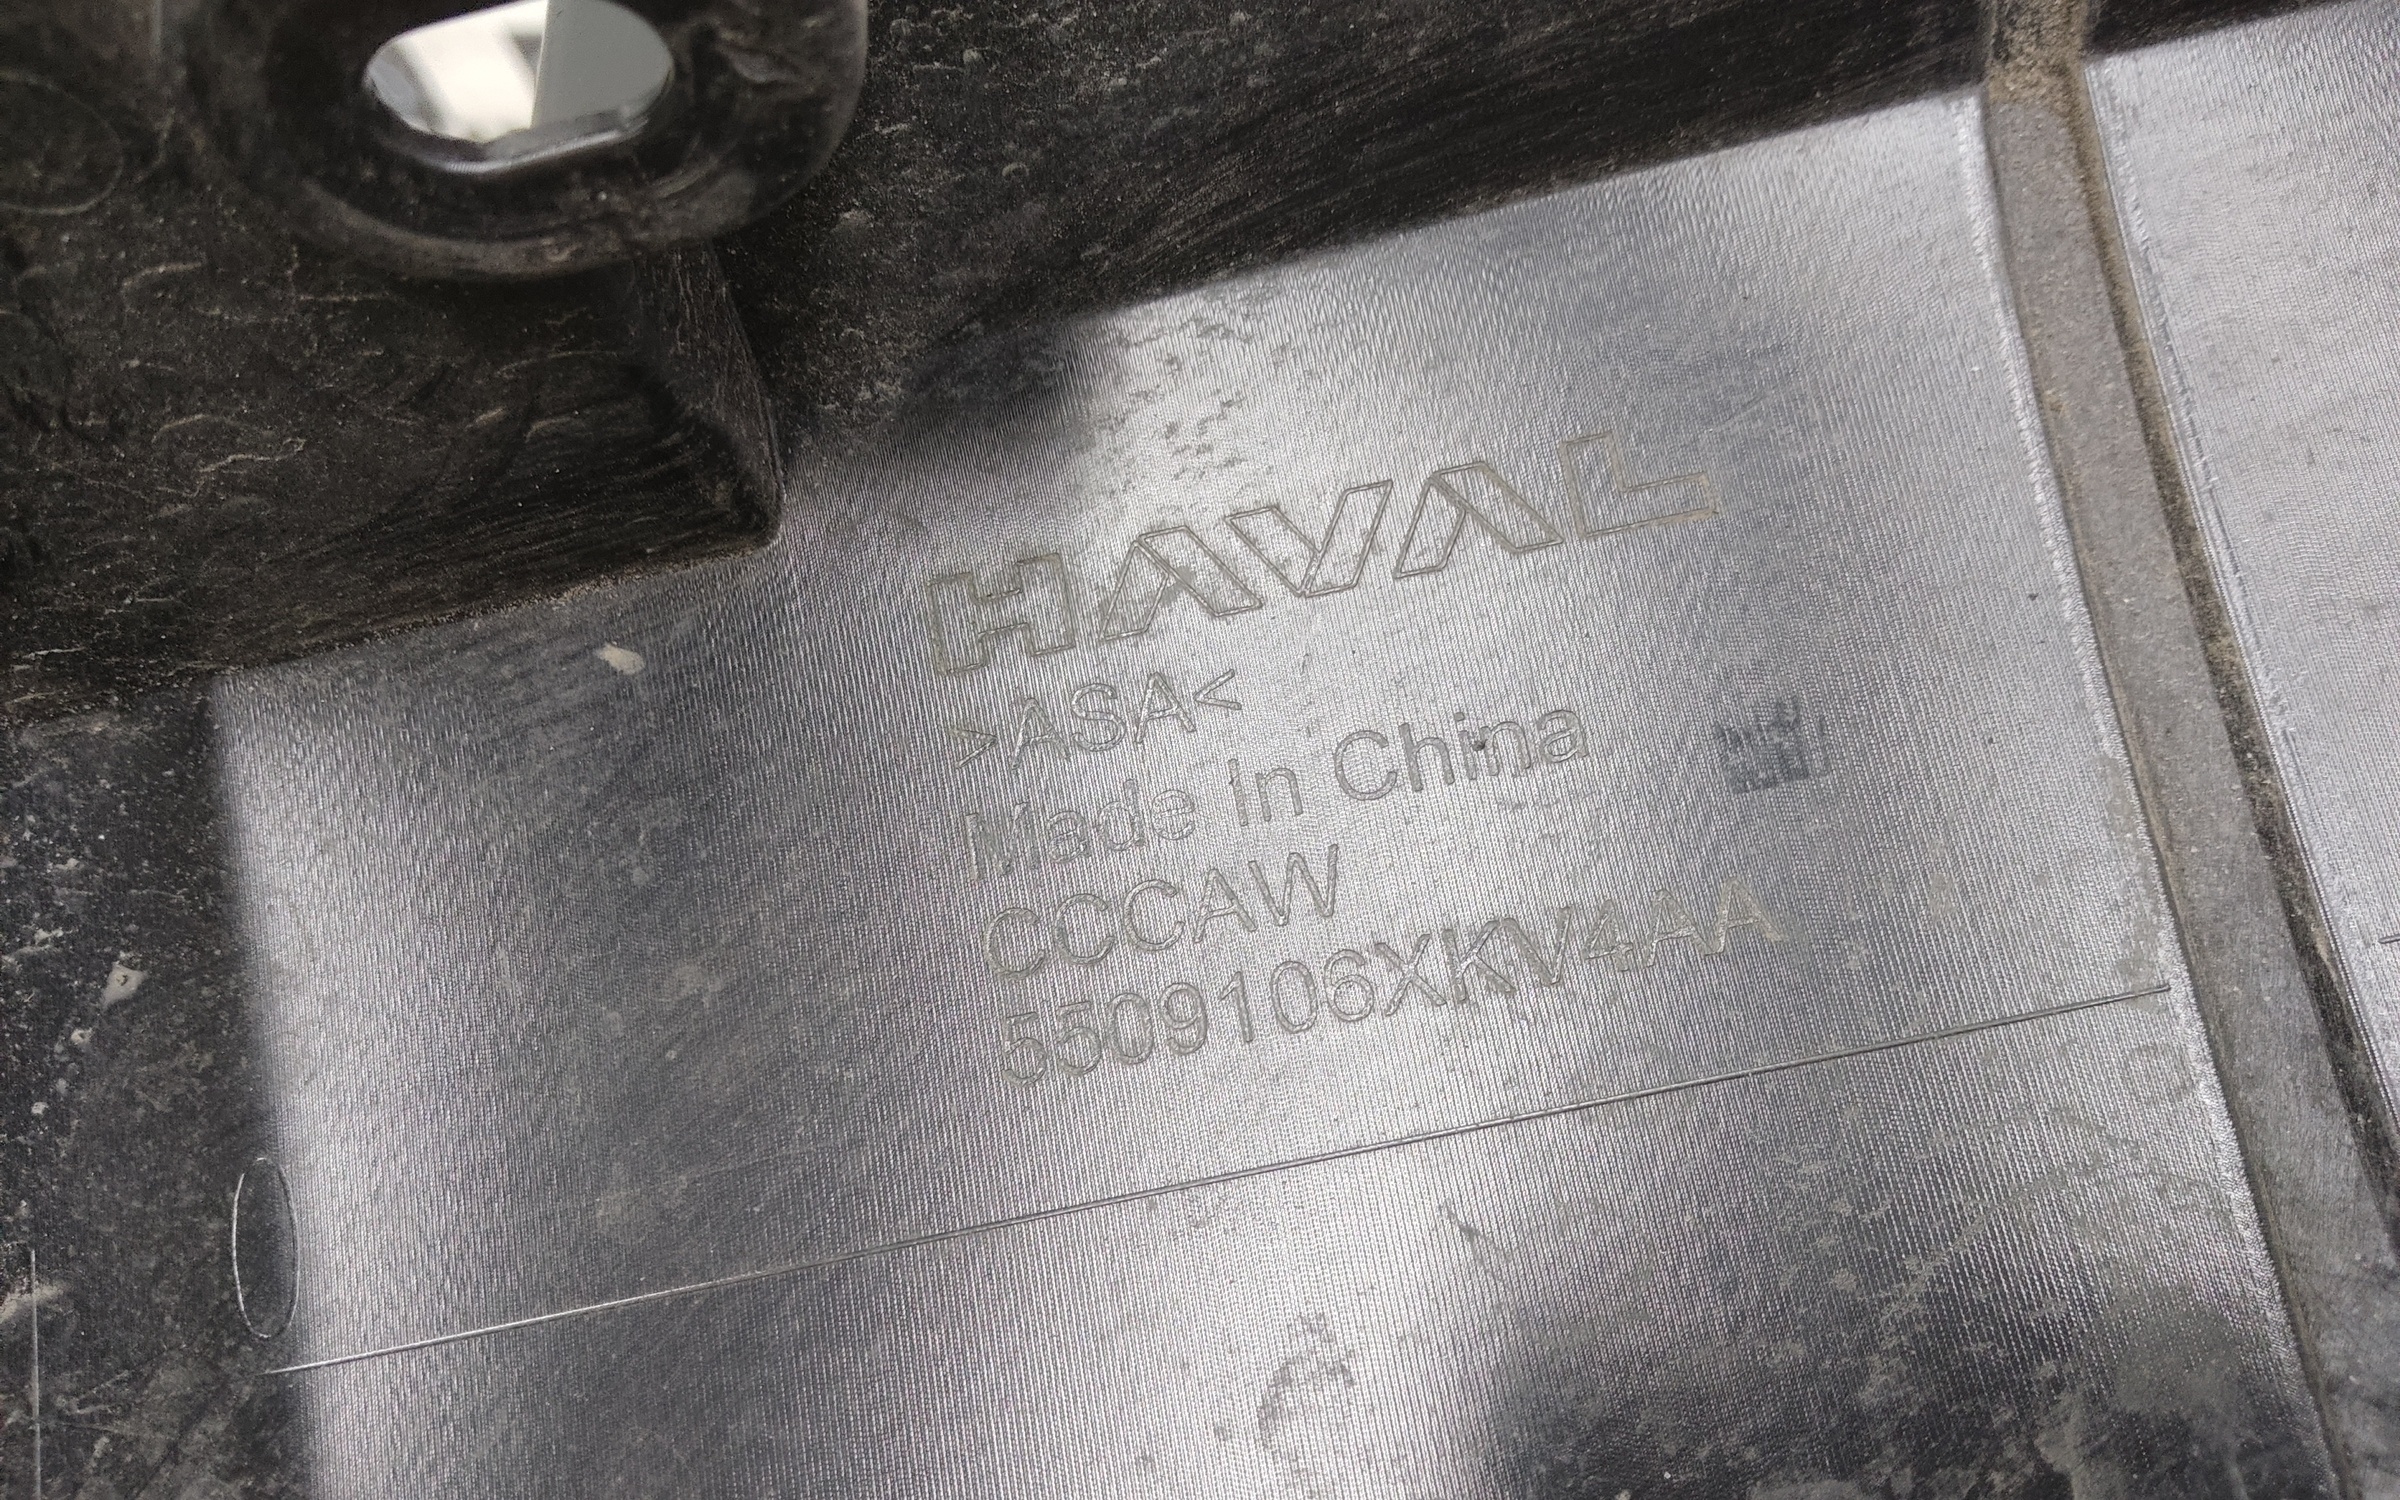 HAVAL
>ASA<
Made in China
CCCAW
5509106XKV4AA